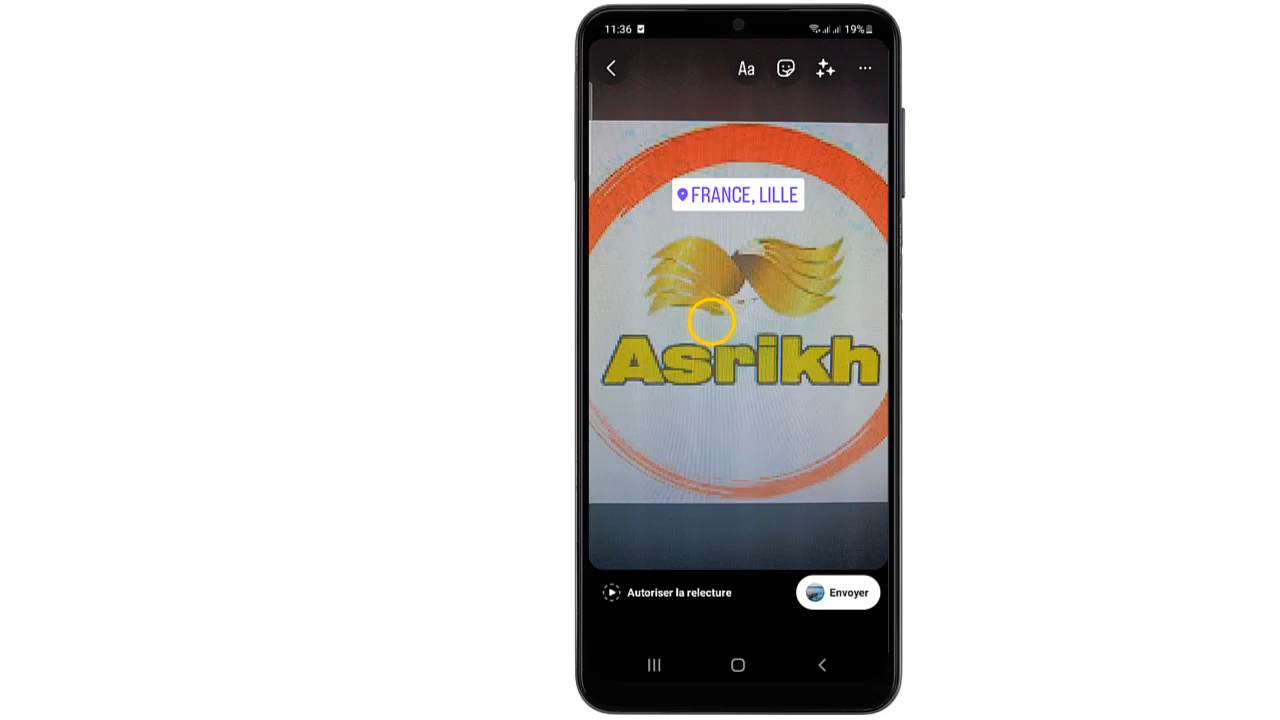 11:36
19%
Aa
FRANCE, LILLE
Asrikh
Autoriser la relecture
Envoyer